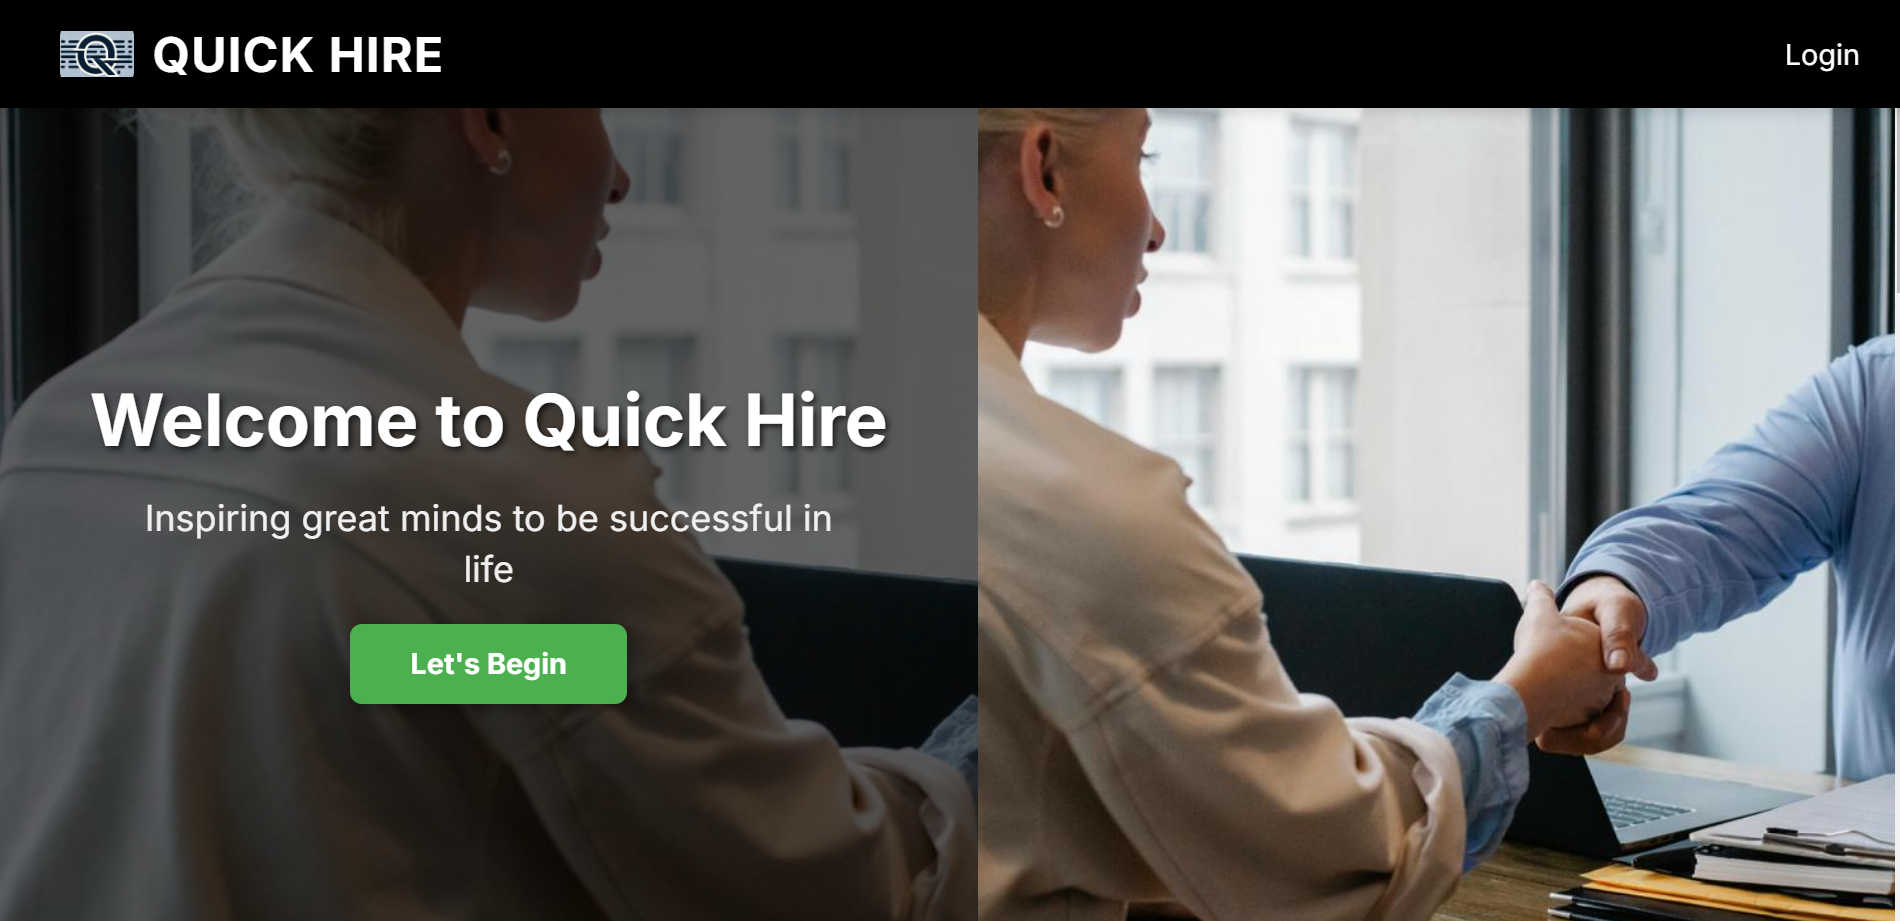 QUICK HIRE
Login
Welcome to Quick Hire
Inspiring great minds to be successful in
life
Let's Begin